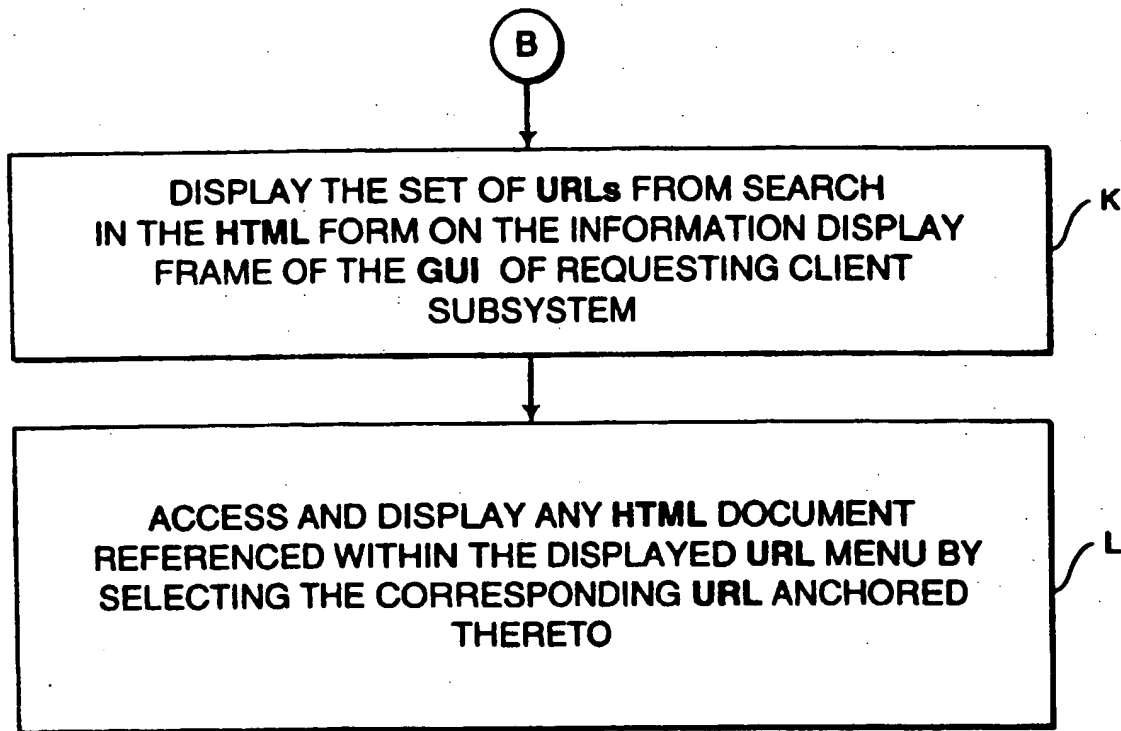 B
DISPLAY THE SET OF URLs FROM SEARCH
IN THE HTML FORM ON THE INFORMATION DISPLAY
FRAME OF THE GUI OF REQUESTING CLIENT
SUBSYSTEM
K
ACCESS AND DISPLAY ANY HTML DOCUMENT
REFERENCED WITHIN THE DISPLAYED URL MENU BY
SELECTING THE CORRESPONDING URL ANCHORED
THERETO
L